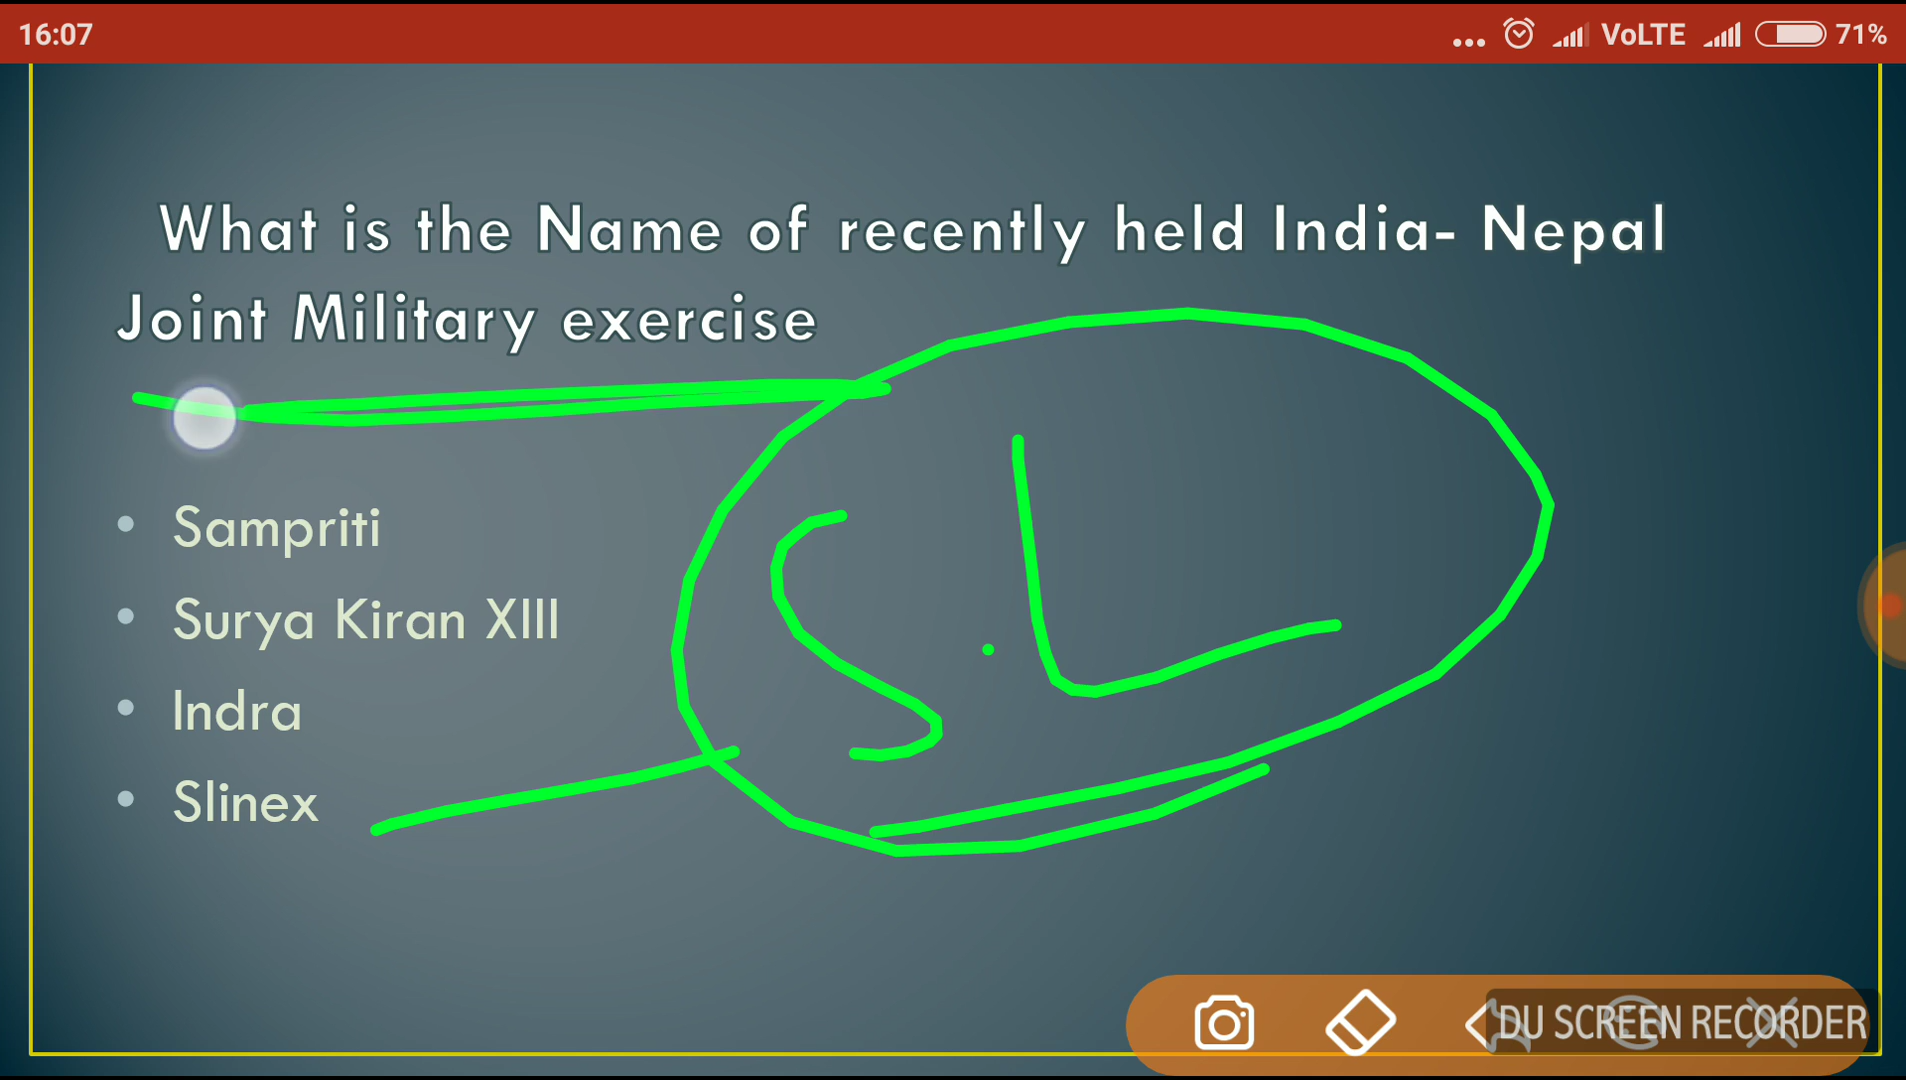 16:07
... VoLTE 71%
What is the Name of recently held India- Nepal
Joint Military exercise
• Sampriti
• Surya Kiran XIII
• Indra
• Slinex
S. L
DU SCREEN RECORDER